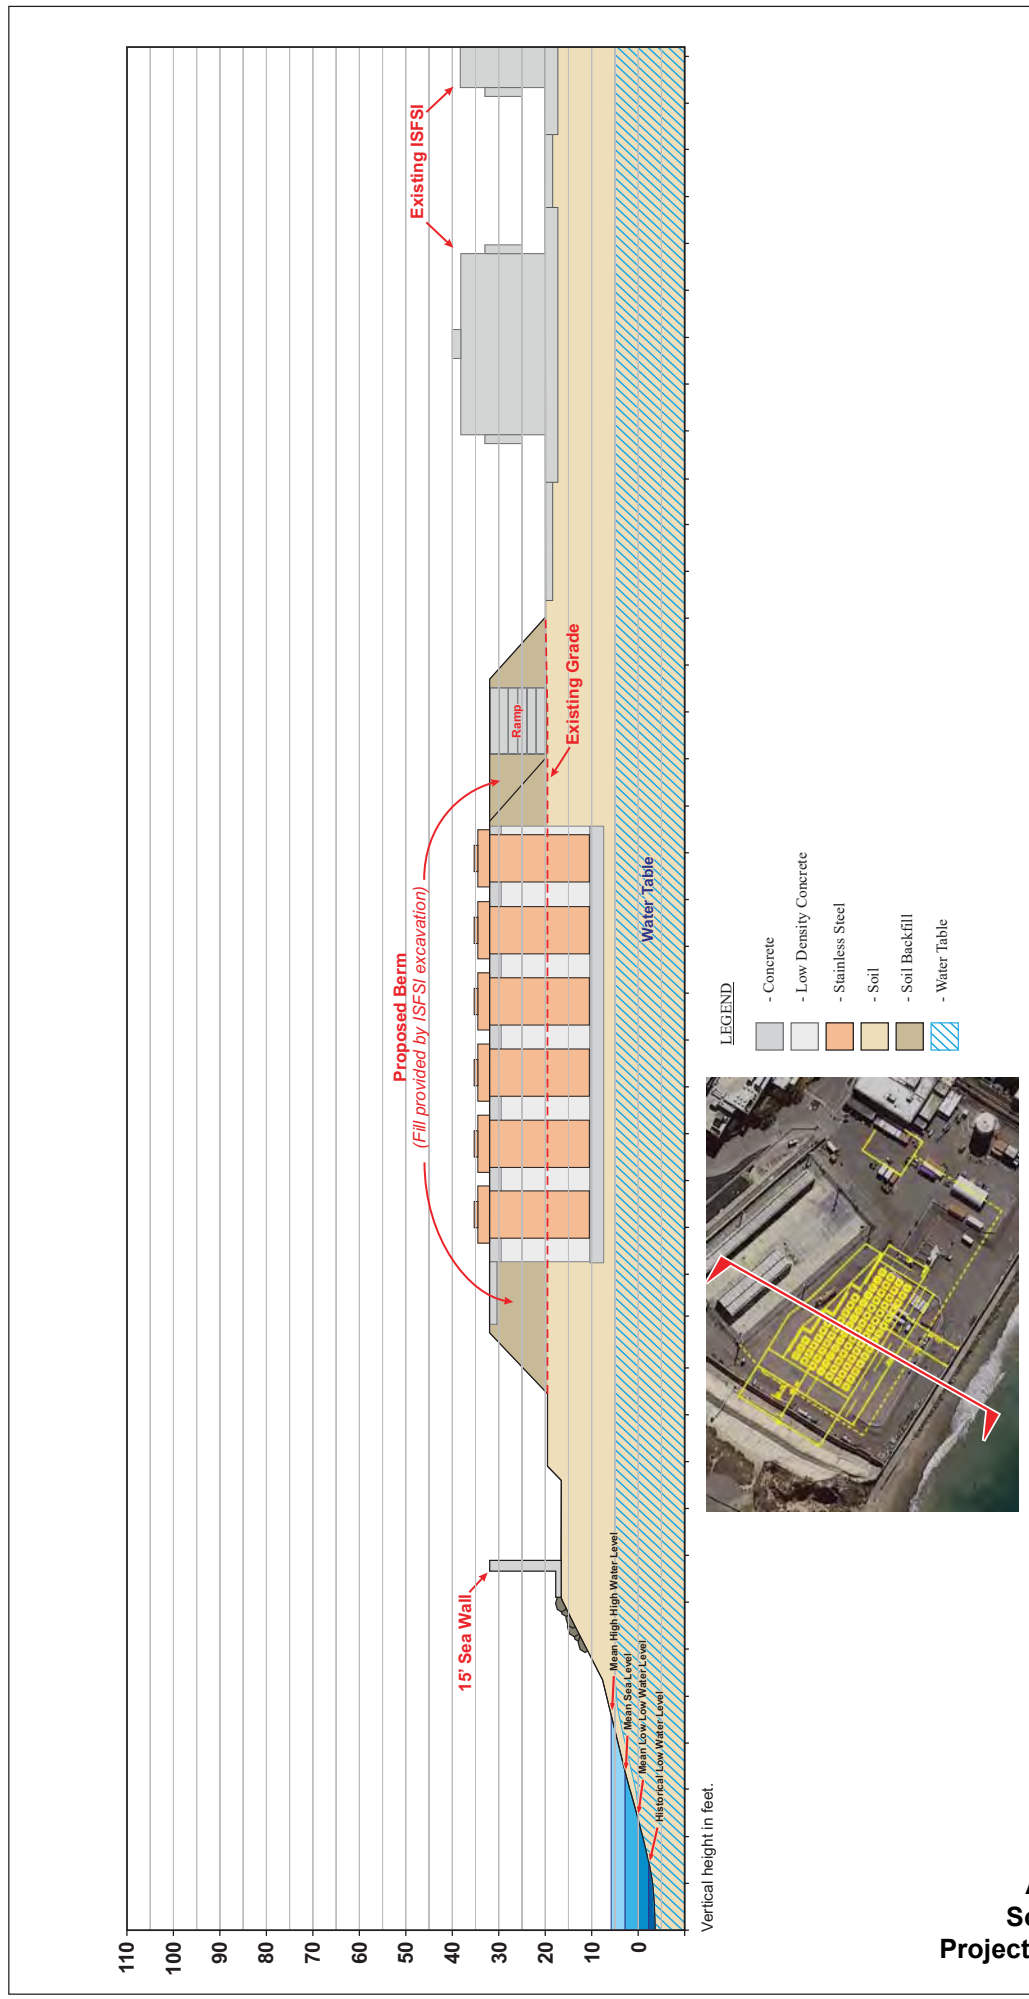 110
100
90
80
70
60
50
40
30
20
10
0
Vertical height in feet.
15' Sea Wall
Mean High High Water Level
Mean Sea Level
Mean Low Low Water Level
Historical Low Water Level
Proposed Berm
(Fill provided by ISFSI excavation)
Ramp
Existing Grade
Existing ISFSI
Water Table
LEGEND
- Concrete
- Low Density Concrete
- Stainless Steel
- Soil
- Soil Backfill
- Water Table
So
Project